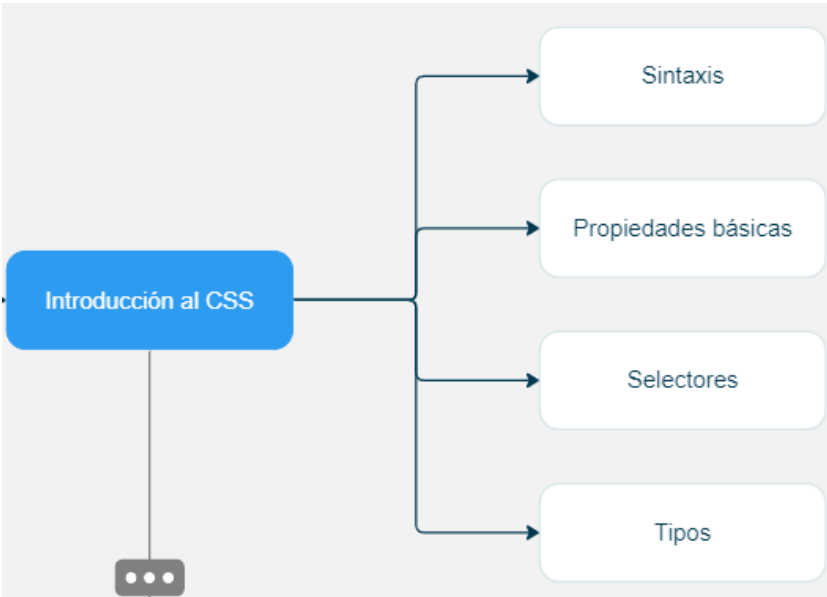 Sintaxis
Propiedades básicas
Introducción al CSS
Selectores
Tipos